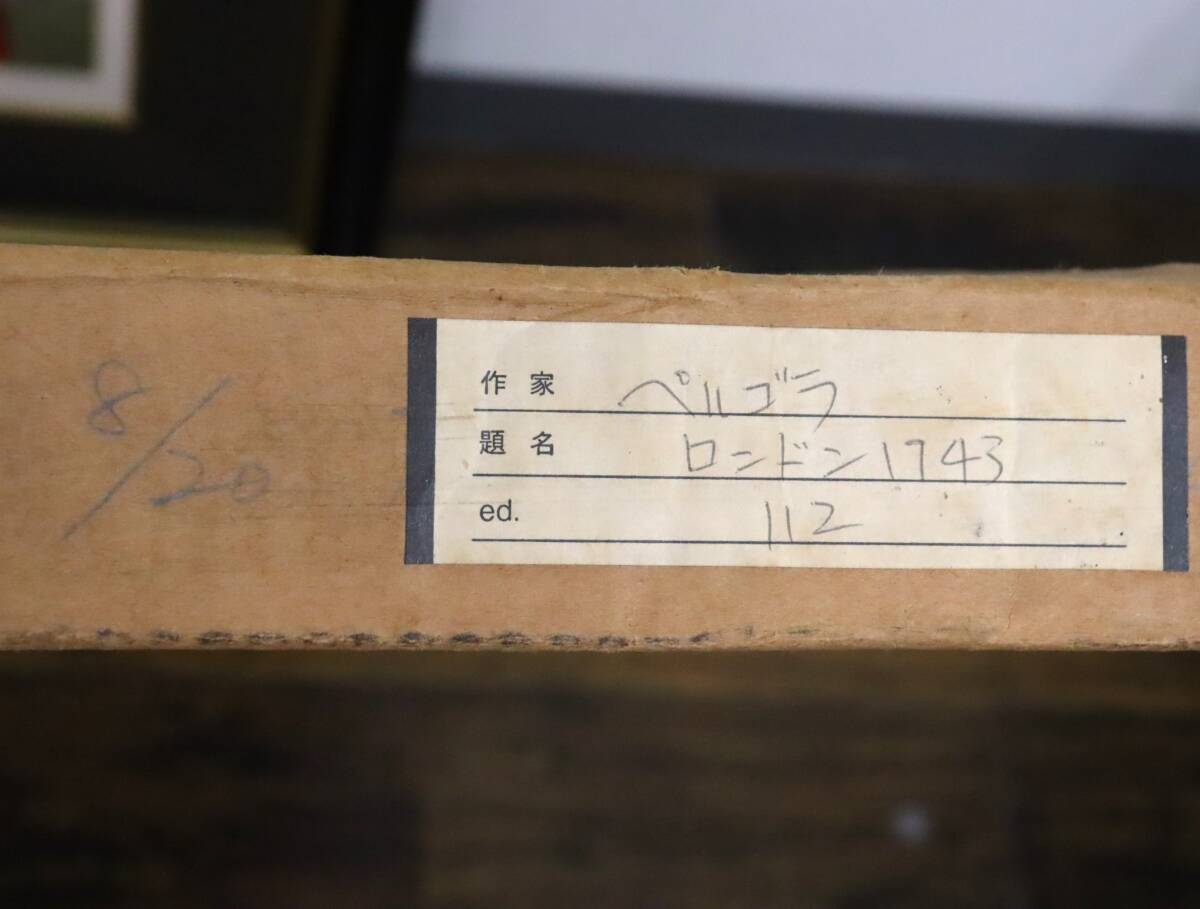 8/20
作家 ペルゴラ
題名 ロンドン1743
ed. 112